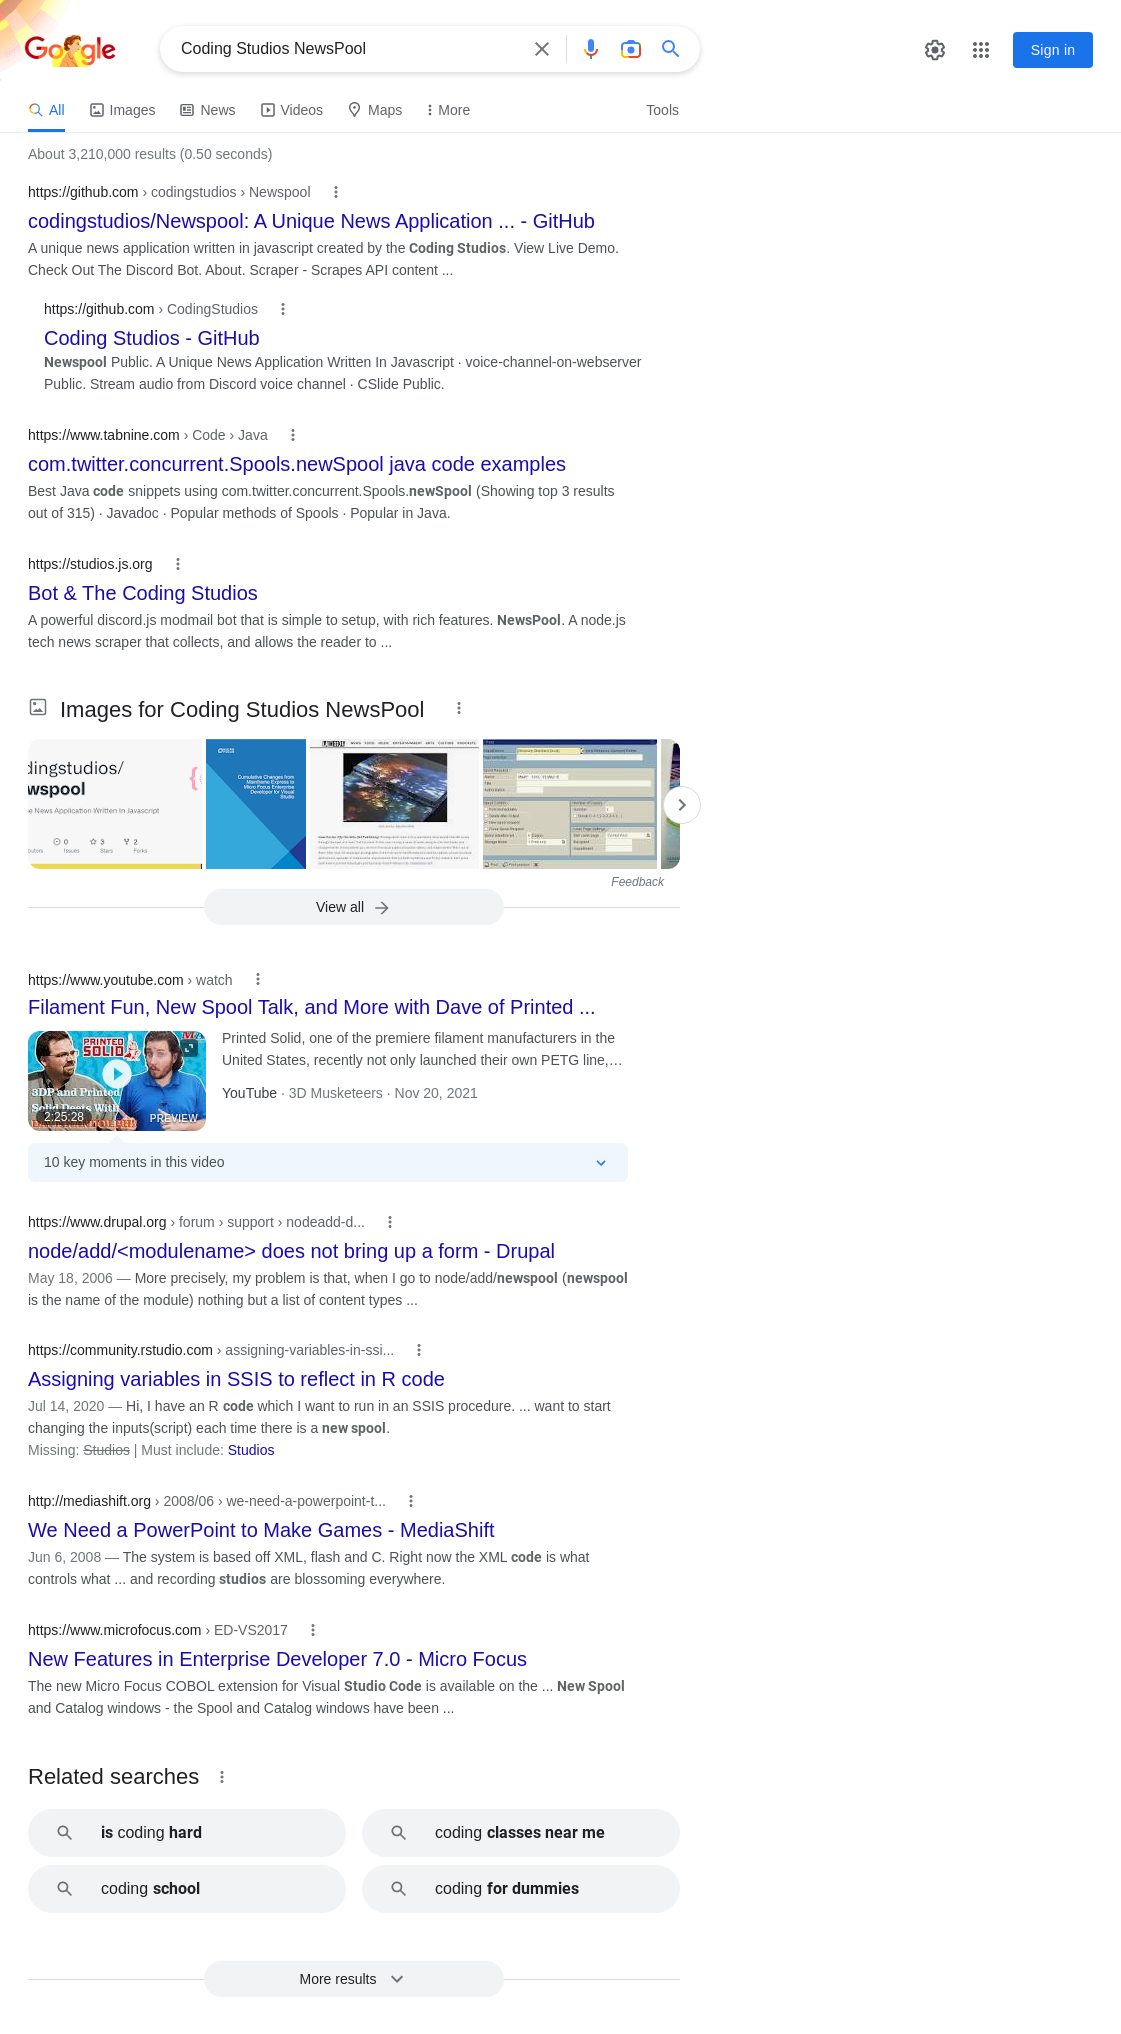 Google
Coding Studios NewsPool
Sign in
All
Images
News
Videos
Maps
More
Tools
About 3,210,000 results (0.50 seconds)
https://github.com › codingstudios › Newspool
codingstudios/Newspool: A Unique News Application ... - GitHub
A unique news application written in javascript created by the Coding Studios. View Live Demo.
Check Out The Discord Bot. About. Scraper - Scrapes API content ...
https://github.com › CodingStudios
Coding Studios - GitHub
Newspool Public. A Unique News Application Written In Javascript · voice-channel-on-webserver
Public. Stream audio from Discord voice channel · CSlide Public.
https://www.tabnine.com › Code › Java
com.twitter.concurrent.Spools.newSpool java code examples
Best Java code snippets using com.twitter.concurrent.Spools.newSpool (Showing top 3 results
out of 315) · Javadoc · Popular methods of Spools · Popular in Java.
https://studios.js.org
Bot & The Coding Studios
A powerful discord.js modmail bot that is simple to setup, with rich features. NewsPool. A node.js
tech news scraper that collects, and allows the reader to ...
Images for Coding Studios NewsPool
dingstudios/
wspool
e News Application Written In Javascript
0
3
2
Issues
Stars
Forks
Cumulative Changes from
Mainframe Express to
Micro Focus Enterprise
Developer for Visual
Studio
LA WEEKLY
Feedback
View all
https://www.youtube.com › watch
Filament Fun, New Spool Talk, and More with Dave of Printed ...
PRINTED
SOLID
3DP and Printed
Solid Deets With
2:25:28
PREVIEW
Printed Solid, one of the premiere filament manufacturers in the
United States, recently not only launched their own PETG line,…
YouTube · 3D Musketeers · Nov 20, 2021
10 key moments in this video
https://www.drupal.org › forum › support › nodeadd-d...
node/add/<modulename> does not bring up a form - Drupal
May 18, 2006 — More precisely, my problem is that, when I go to node/add/newspool (newspool
is the name of the module) nothing but a list of content types ...
https://community.rstudio.com › assigning-variables-in-ssi...
Assigning variables in SSIS to reflect in R code
Jul 14, 2020 — Hi, I have an R code which I want to run in an SSIS procedure. ... want to start
changing the inputs(script) each time there is a new spool.
Missing: Studios | Must include: Studios
http://mediashift.org › 2008/06 › we-need-a-powerpoint-t...
We Need a PowerPoint to Make Games - MediaShift
Jun 6, 2008 — The system is based off XML, flash and C. Right now the XML code is what
controls what ... and recording studios are blossoming everywhere.
https://www.microfocus.com › ED-VS2017
New Features in Enterprise Developer 7.0 - Micro Focus
The new Micro Focus COBOL extension for Visual Studio Code is available on the ... New Spool
and Catalog windows - the Spool and Catalog windows have been ...
Related searches
is coding hard
coding classes near me
coding school
coding for dummies
More results